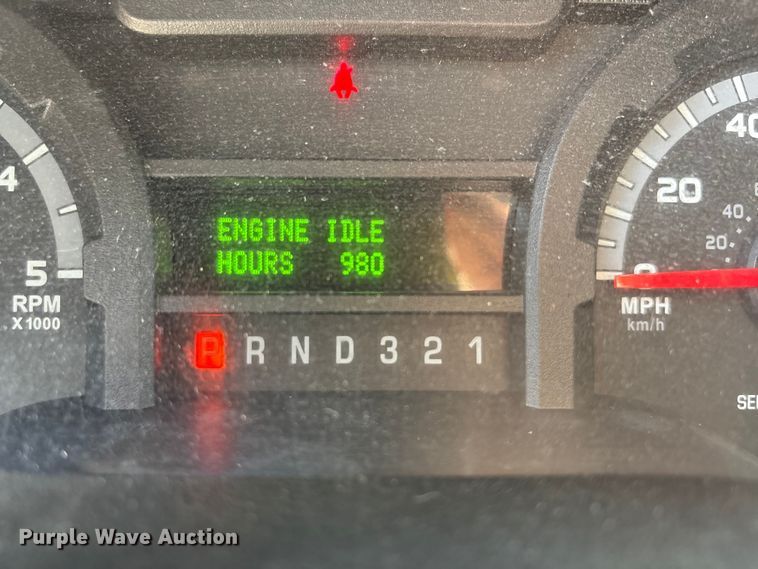 ENGINE IDLE
HOURS 980
4
5
RPM
X1000
40
20
0
40
20
MPH
km/h
P R N D 3 2 1
Purple Wave Auction